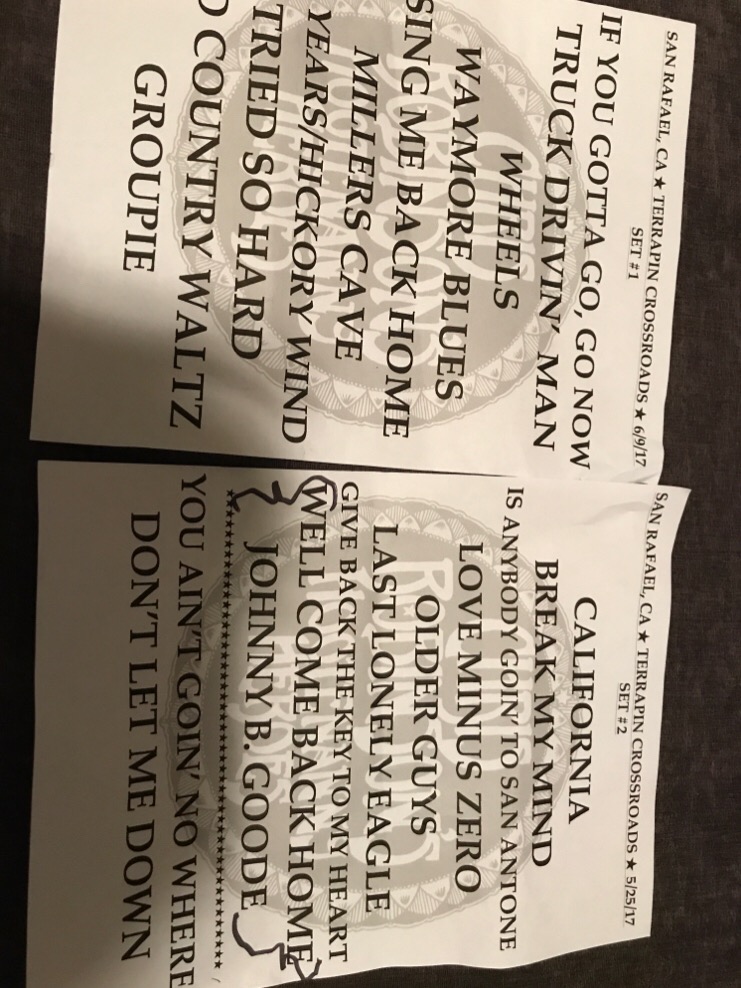 SAN RAFAEL, CA ★ TERRAPIN CROSSROADS ★ 6/9/17
SET #1
IF YOU GOTTA GO, GO NOW
TRUCK DRIVIN' MAN
WHEELS
WAYMORE BLUES
SING ME BACK HOME
MILLERS CAVE
YEARS/HICKORY WIND
TRIED SO HARD
D COUNTRY WALTZ
GROUPIE
SAN RAFAEL, CA ★ TERRAPIN CROSSROADS ★ 5/25/17
SET #2
CALIFORNIA
BREAK MY MIND
IS ANYBODY GOIN' TO SAN ANTONE
LOVE MINUS ZERO
OLDER GUYS
LAST LONELY EAGLE
GIVE BACK THE KEY TO MY HEART
WELL COME BACK HOME
JOHNNY B. GOODE
YOU AIN'T GOIN' NO WHERE
DON'T LET ME DOWN